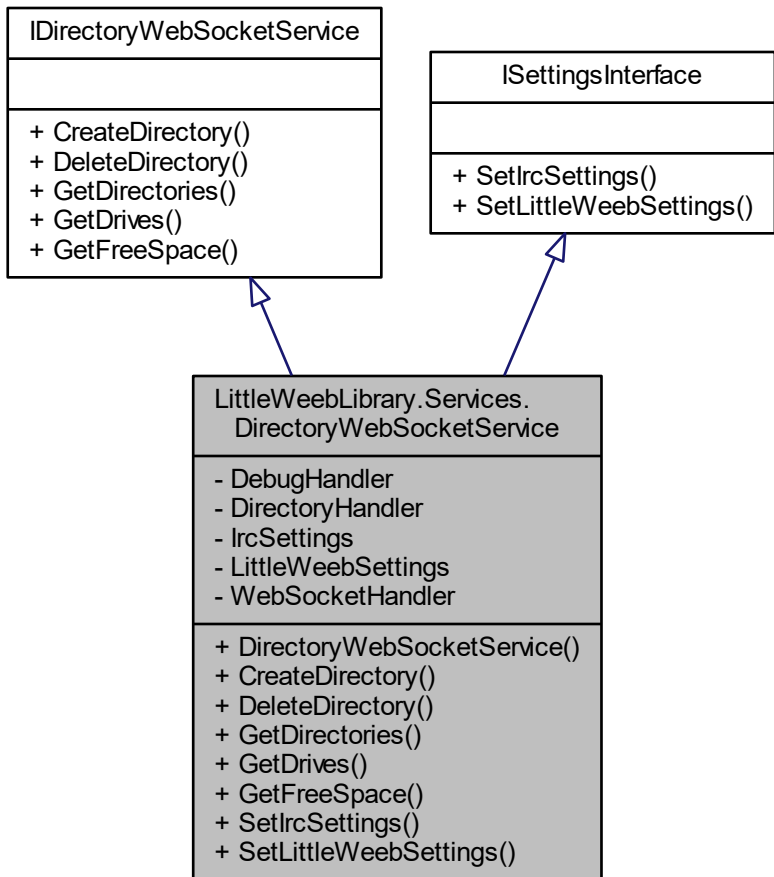 IDirectoryWebSocketService
+ CreateDirectory()
+ DeleteDirectory()
+ GetDirectories()
+ GetDrives()
+ GetFreeSpace()
ISettingsInterface
+ SetIrcSettings()
+ SetLittleWeebSettings()
LittleWeebLibrary.Services.
DirectoryWebSocketService
- DebugHandler
- DirectoryHandler
- IrcSettings
- LittleWeebSettings
- WebSocketHandler
+ DirectoryWebSocketService()
+ CreateDirectory()
+ DeleteDirectory()
+ GetDirectories()
+ GetDrives()
+ GetFreeSpace()
+ SetIrcSettings()
+ SetLittleWeebSettings()